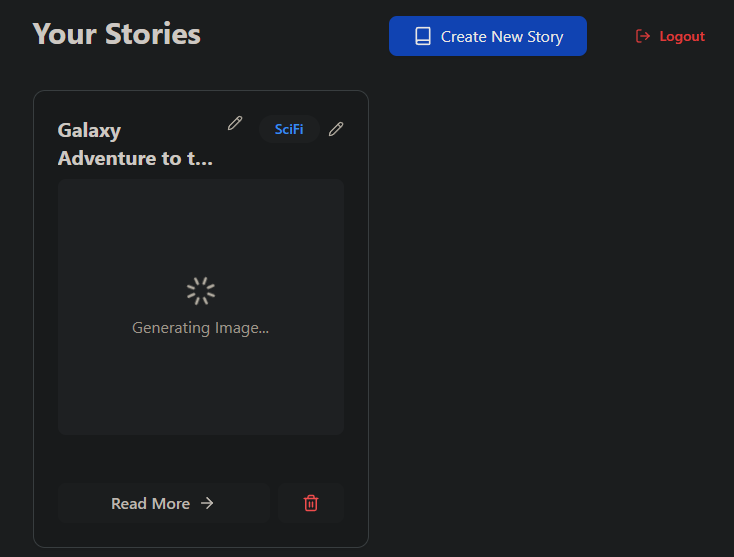 Your Stories
Create New Story
Logout
Galaxy
Adventure to t...
SciFi
Generating Image...
Read More